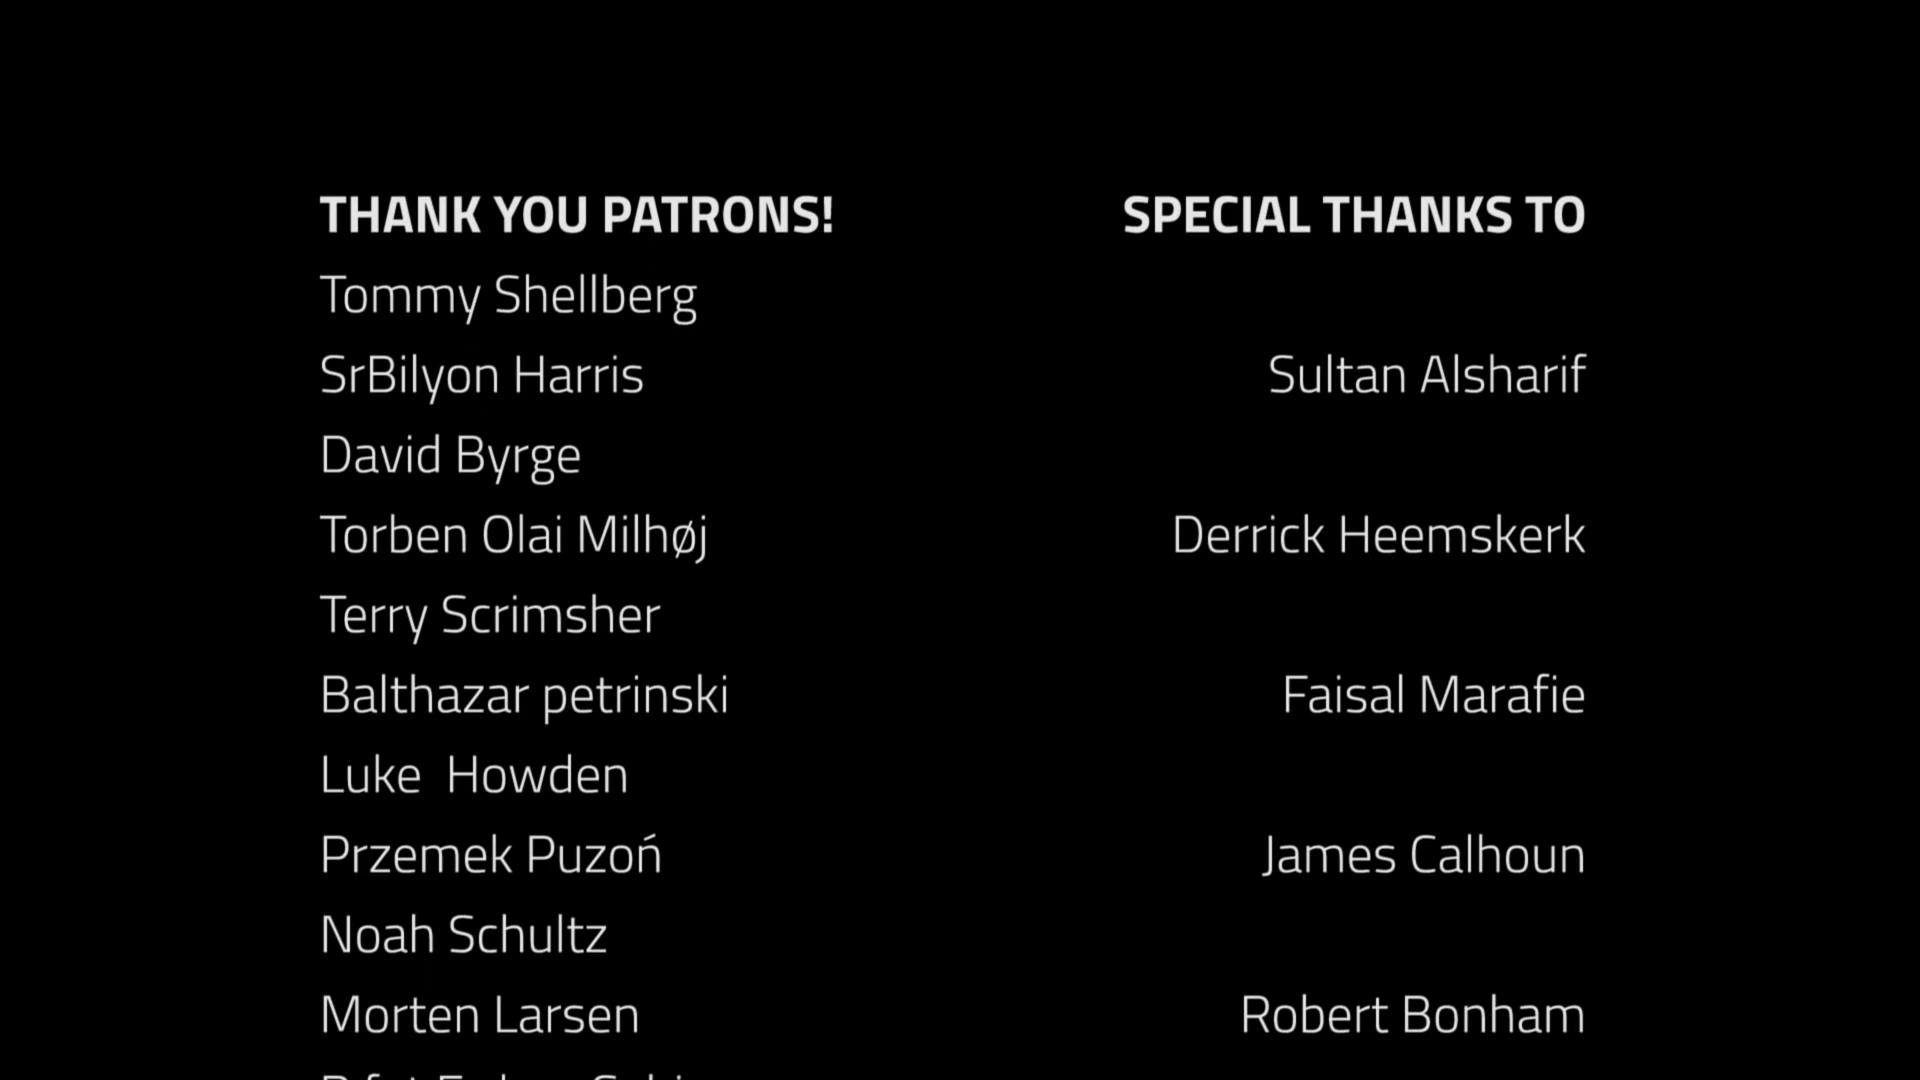 THANK YOU PATRONS!
Tommy Shellberg
SrBilyon Harris
David Byrge
Torben Olai Milhøj
Terry Scrimsher
Balthazar petrinski
Luke  Howden
Przemek Puzoń
Noah Schultz
Morten Larsen
SPECIAL THANKS TO
Sultan Alsharif
Derrick Heemskerk
Faisal Marafie
James Calhoun
Robert Bonham